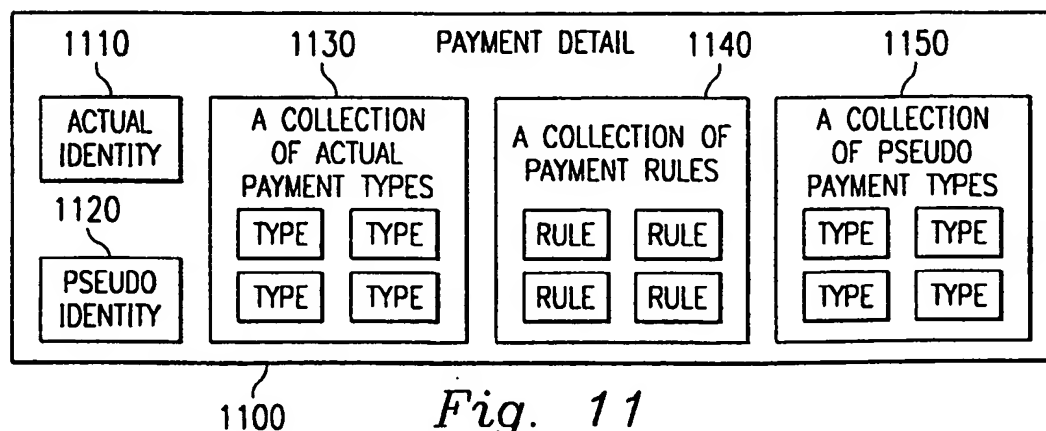 PAYMENT DETAIL
1110
ACTUAL
IDENTITY
1120
PSEUDO
IDENTITY
1130
A COLLECTION
OF ACTUAL
PAYMENT TYPES
TYPE TYPE
TYPE TYPE
1140
A COLLECTION OF
PAYMENT RULES
RULE RULE
RULE RULE
1150
A COLLECTION
OF PSEUDO
PAYMENT TYPES
TYPE TYPE
TYPE TYPE
1100
Fig. 11